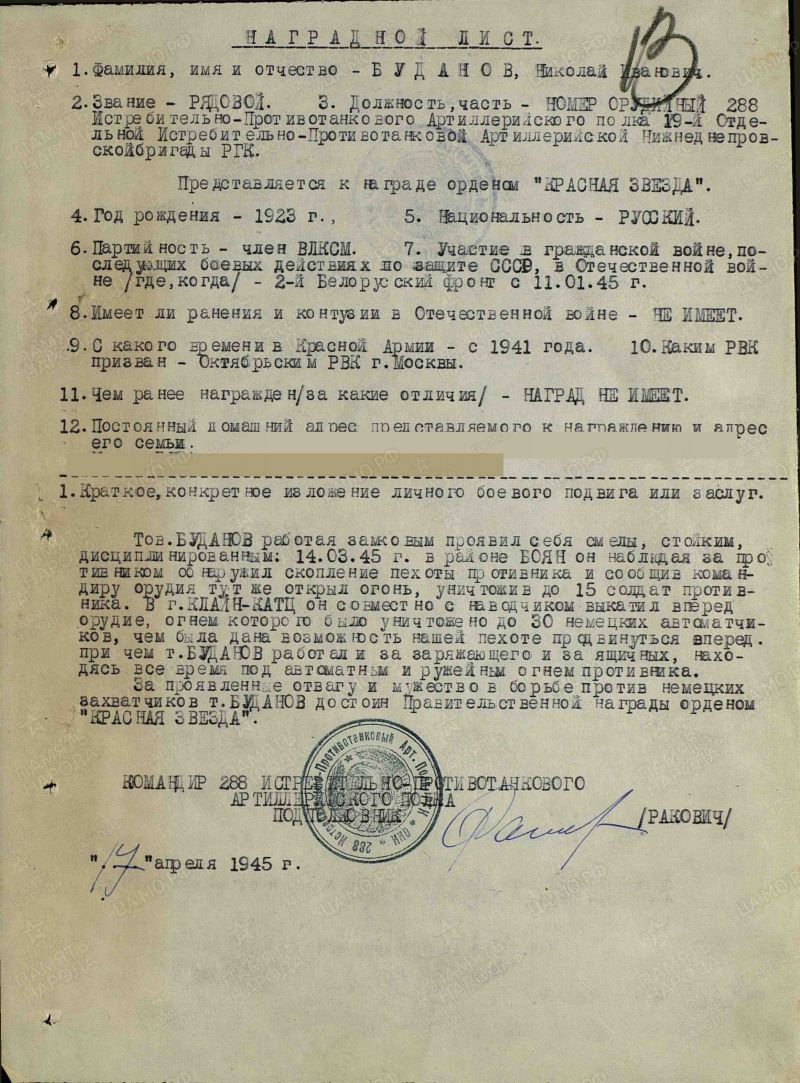 НАГРАДНОЙ ЛИСТ.
1. Фамилия, имя и отчество - БУДАНОВ, Николай Иванович.
2. Звание - РЯДОВОЙ. 3. Должность, часть - НОМЕР ОРУДИЙНЫЙ 288
Истребительно-Противотанкового Артиллерийского полка 19-й Отде-
льной Истребительно-Противотанковой Артиллерийской Нижнеднепров-
скойбригады РГК.
Представляется к награде орденом "КРАСНАЯ ЗВЕЗДА".
4. Год рождения - 1923 г., 5. Национальность - РУССКИЙ.
6. Партийность - член ВЛКСМ. 7. Участие в гражданской войне, по-
следующих боевых действиях по защите СССР, в Отечественной вой-
не /где, когда/ - 2-й Белорусский фронт с 11.01.45 г.
8. Имеет ли ранения и контузии в Отечественной войне - НЕ ИМЕЕТ.
9. С какого времени в Красной Армии - с 1941 года. 10. Каким РВК
призван - Октябрьским РВК г.Москвы.
11. Чем ранее награжден/за какие отличия/ - НАГРАД НЕ ИМЕЕТ.
12. Постоянный домашний адрес представляемого к награждению и адрес
его семьи.
1. Краткое, конкретное изложение личного боевого подвига или заслуг.
Тов.БУДАНОВ работая замковым проявил себя смелы, стойким,
дисциплинированным: 14.03.45 г. в районе БОЯН он наблюдая за про
тивником обнаружил скопление пехоты противника и сообщив коман-
диру орудия тут же открыл огонь, уничтожив до 15 солдат против-
ника. В г.КЛАЙН-КАТЦ он совместно с наводчиком выкатил вперед
орудие, огнем которого было уничтожено до 30 немецких автоматчи-
ков, чем была дана возможность нашей пехоте продвинуться вперед.
при чем т.БУДАНОВ работал и за заряжающего и за ящичных, нахо-
дясь все время под автоматным и ружейным огнем противника.
За проявленные отвагу и мужество в борьбе против немецких
захватчиков т.БУДАНОВ достоин Правительственной награды орденом
"КРАСНАЯ ЗВЕЗДА".
КОМАНДИР 288 ИСТРЕБИТЕЛЬНО-ПРОТИВОТАНКОВОГО
АРТИЛЛЕРИЙСКОГО ПОЛКА
ПОДПОЛКОВНИК /РАКОВИЧ/
"17" апреля 1945 г.